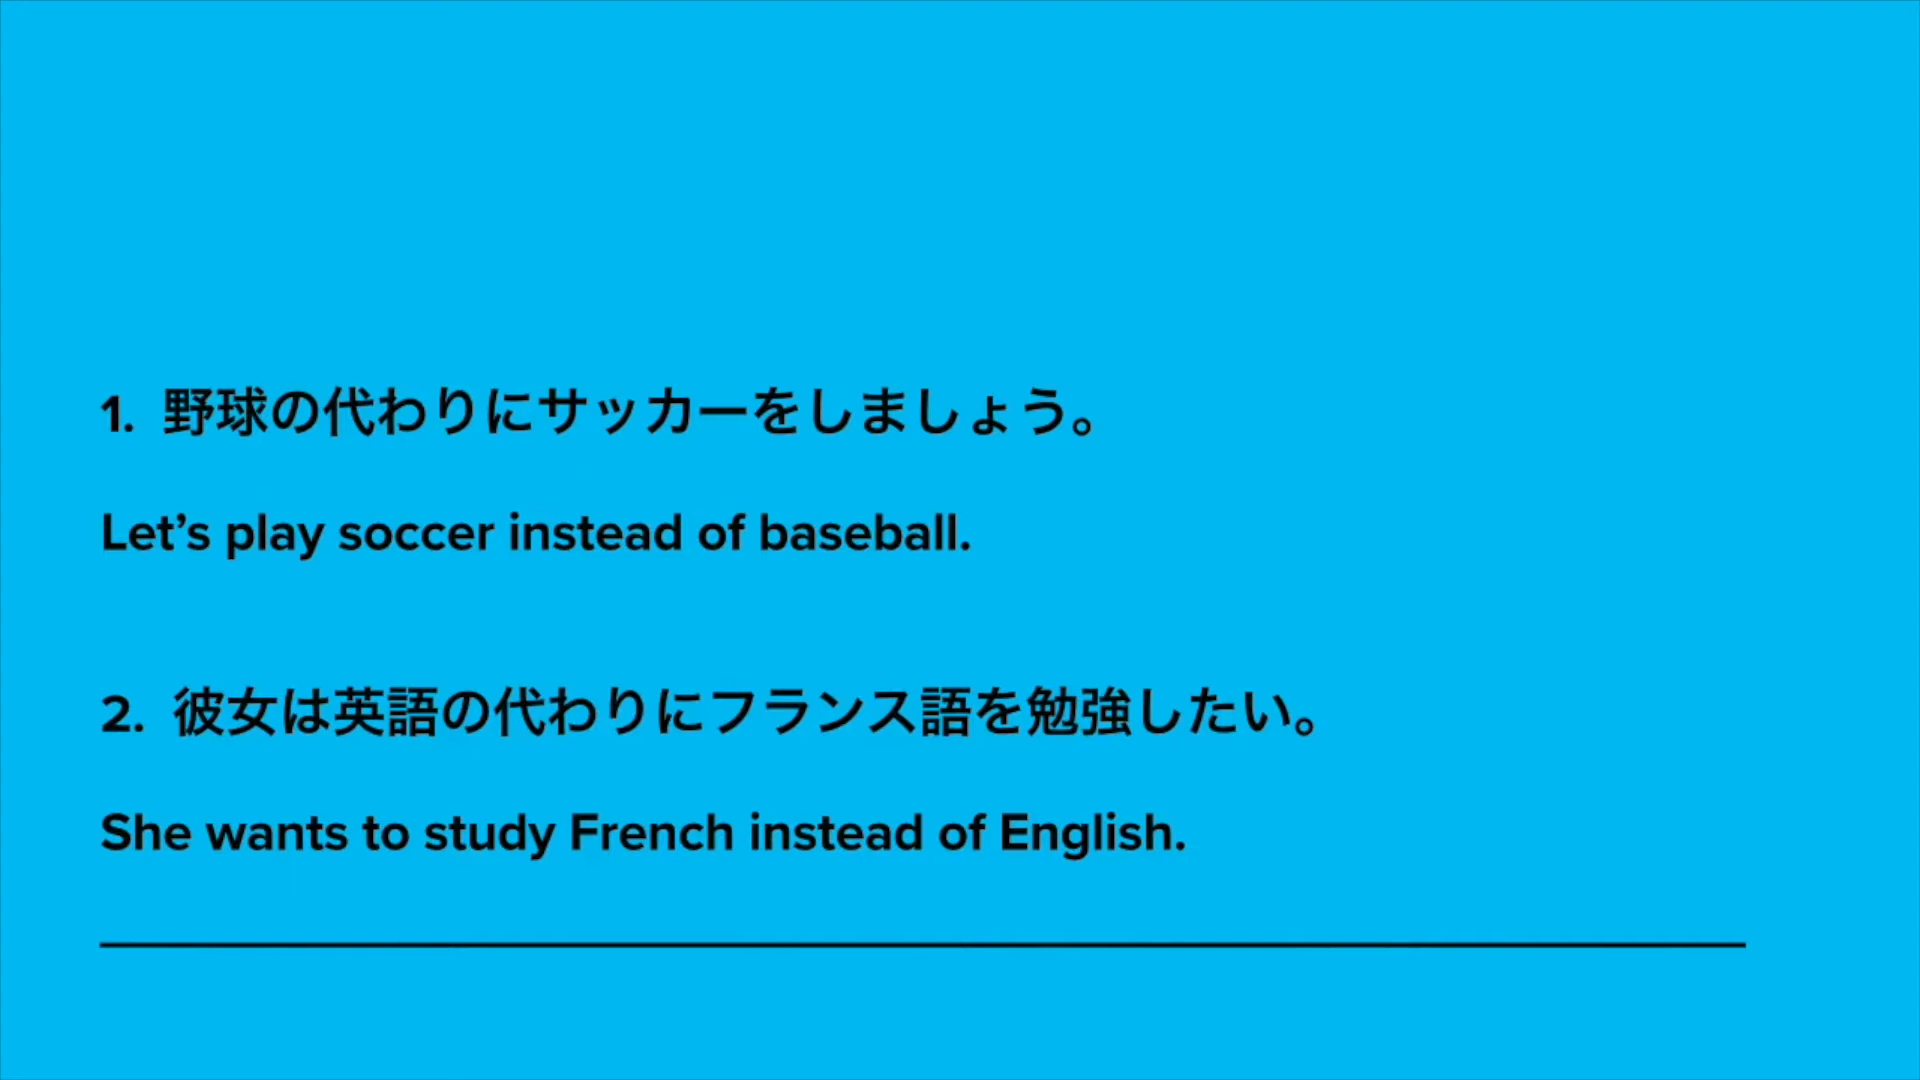 1. 野球の代わりにサッカーをしましょう。
Let’s play soccer instead of baseball.
2. 彼女は英語の代わりにフランス語を勉強したい。
She wants to study French instead of English.